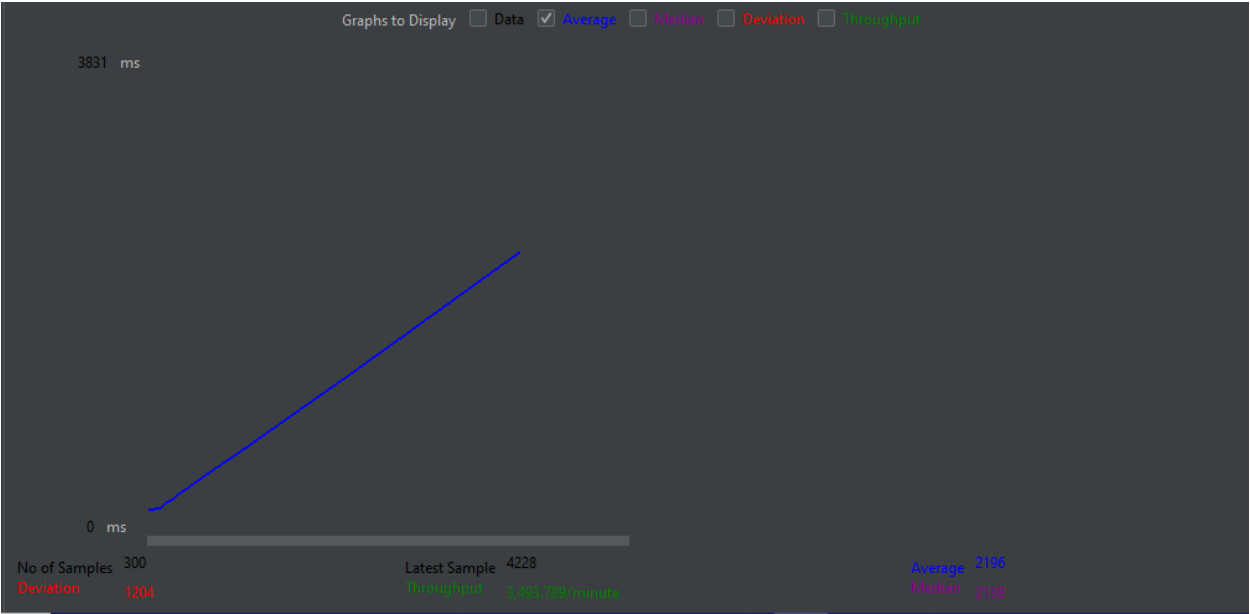 Graphs to Display Data Average Median Deviation Throughput
3831 ms
0 ms
No of Samples 300 Latest Sample 4228 Average 2196
Deviation 1204 Throughput 3,493.789/minute Median